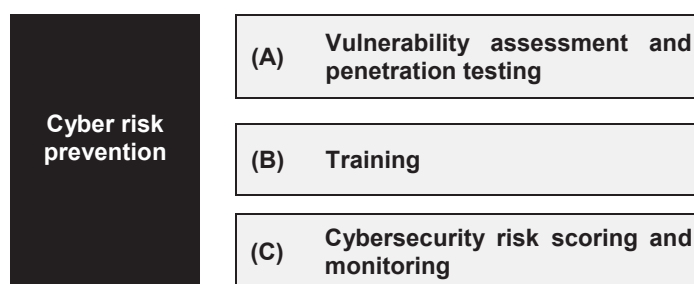 Cyber risk
prevention
(A) Vulnerability assessment and
penetration testing
(B) Training
(C) Cybersecurity risk scoring and
monitoring